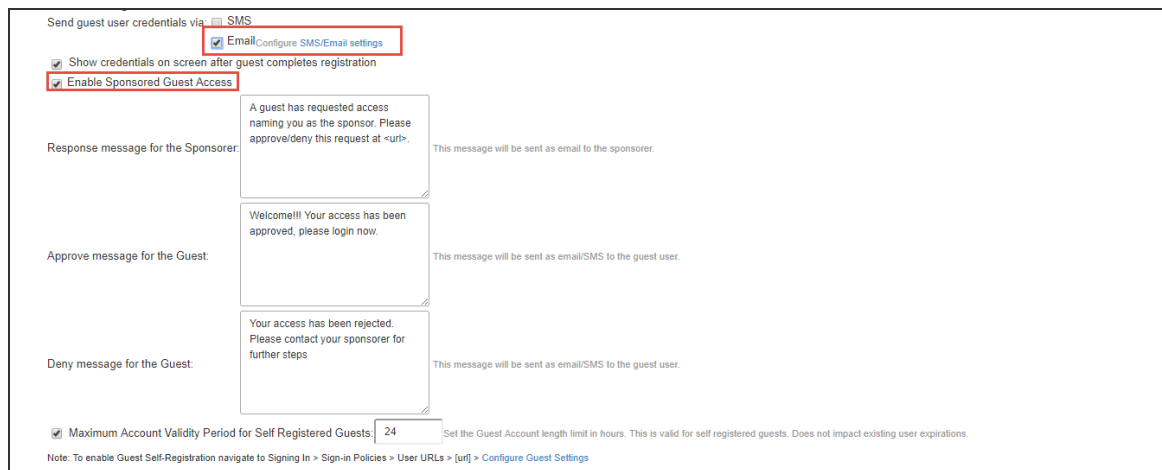 Send guest user credentials via: SMS
Email Configure SMS/Email settings
Show credentials on screen after guest completes registration
Enable Sponsored Guest Access
Response message for the Sponsorer:
A guest has requested access
naming you as the sponsor. Please
approve/deny this request at <url>.
This message will be sent as email to the sponsorer.
Approve message for the Guest:
Welcome!!! Your access has been
approved, please login now.
This message will be sent as email/SMS to the guest user.
Deny message for the Guest:
Your access has been rejected.
Please contact your sponsorer for
further steps
This message will be sent as email/SMS to the guest user.
Maximum Account Validity Period for Self Registered Guests: 24 Set the Guest Account length limit in hours. This is valid for self registered guests. Does not impact existing user expirations.
Note: To enable Guest Self-Registration navigate to Signing In > Sign-in Policies > User URLs > [url] > Configure Guest Settings